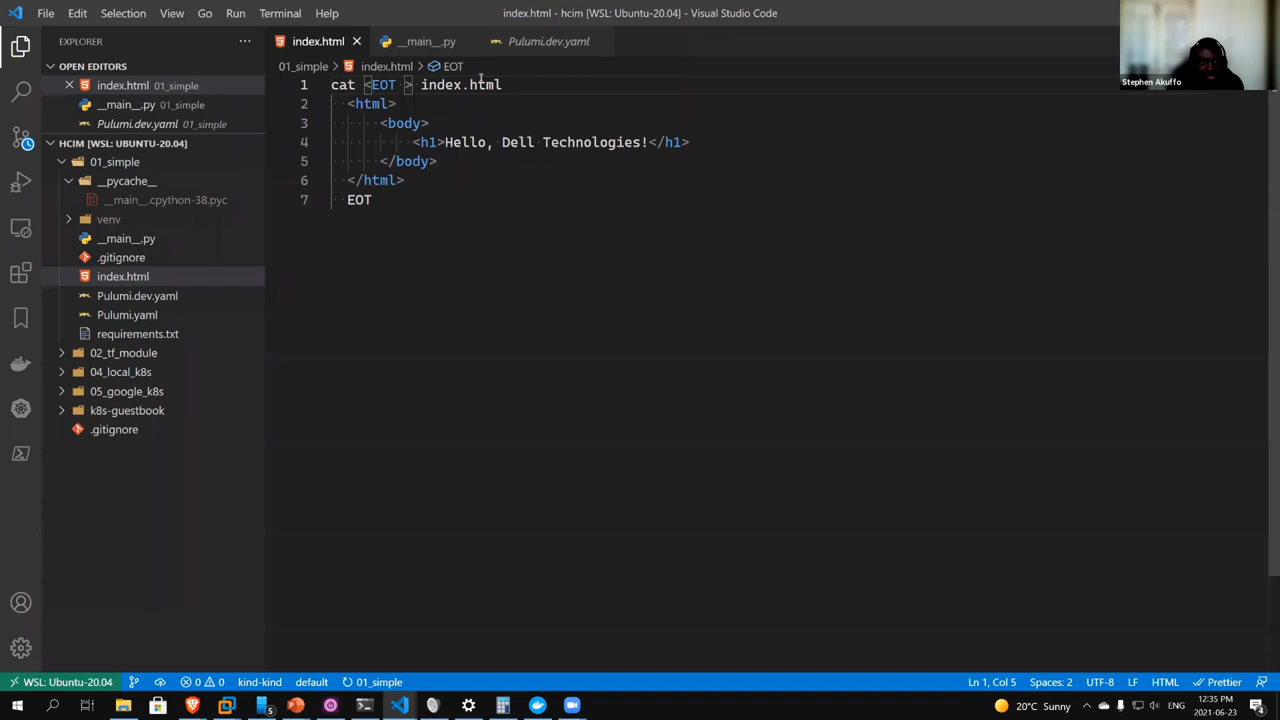 File Edit Selection View Go Run Terminal Help
index.html - hcim [WSL: Ubuntu-20.04] - Visual Studio Code
Stephen Akuffo
EXPLORER ...
index.html __main__.py Pulumi.dev.yaml
OPEN EDITORS
index.html 01_simple
__main__.py 01_simple
Pulumi.dev.yaml 01_simple
HCIM [WSL: UBUNTU-20.04]
01_simple
__pycache__
__main__.cpython-38.pyc
venv
__main__.py
.gitignore
index.html
Pulumi.dev.yaml
Pulumi.yaml
requirements.txt
02_tf_module
04_local_k8s
05_google_k8s
k8s-guestbook
.gitignore
01_simple > index.html > EOT
1 cat <EOT > index.html
2 <html>
3 <body>
4 <h1>Hello, Dell Technologies!</h1>
5 </body>
6 </html>
7 EOT
WSL: Ubuntu-20.04 0 0 kind-kind default 01_simple Ln 1, Col 5 Spaces: 2 UTF-8 LF HTML Prettier
5 20°C Sunny 12:35 PM
2021-06-23 4